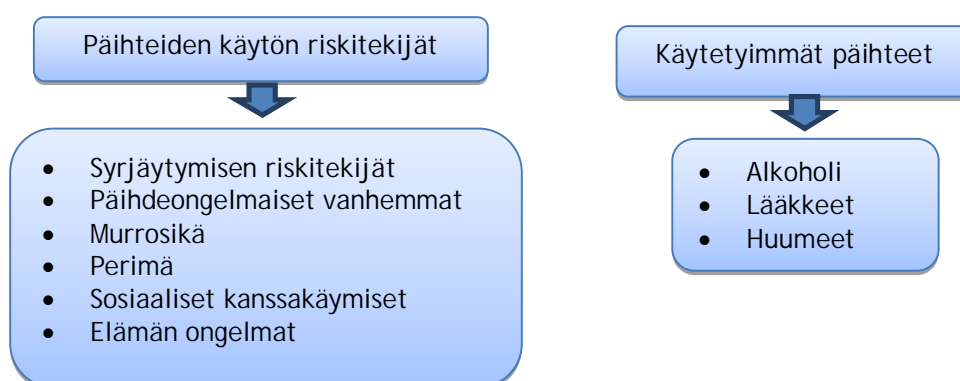 Päihteiden käytön riskitekijät
• Syrjäytymisen riskitekijät
• Päihdeongelmaiset vanhemmat
• Murrosikä
• Perimä
• Sosiaaliset kanssakäymiset
• Elämän ongelmat
Käytetyimmät päihteet
• Alkoholi
• Lääkkeet
• Huumeet